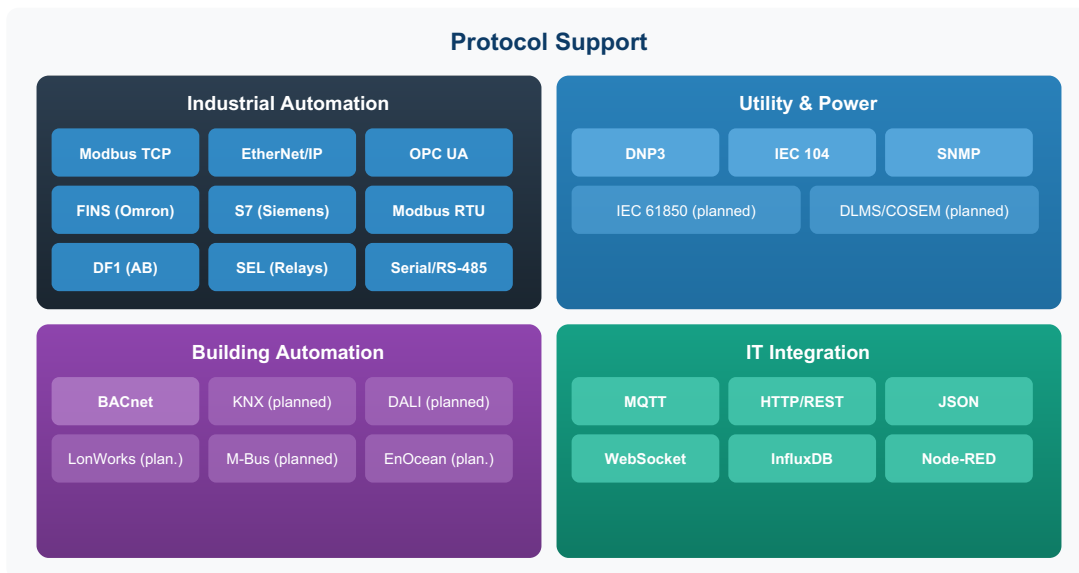 Protocol Support
Industrial Automation
Modbus TCP
EtherNet/IP
OPC UA
FINS (Omron)
S7 (Siemens)
Modbus RTU
DF1 (AB)
SEL (Relays)
Serial/RS-485
Utility & Power
DNP3
IEC 104
SNMP
IEC 61850 (planned)
DLMS/COSEM (planned)
Building Automation
BACnet
KNX (planned)
DALI (planned)
LonWorks (plan.)
M-Bus (planned)
EnOcean (plan.)
IT Integration
MQTT
HTTP/REST
JSON
WebSocket
InfluxDB
Node-RED